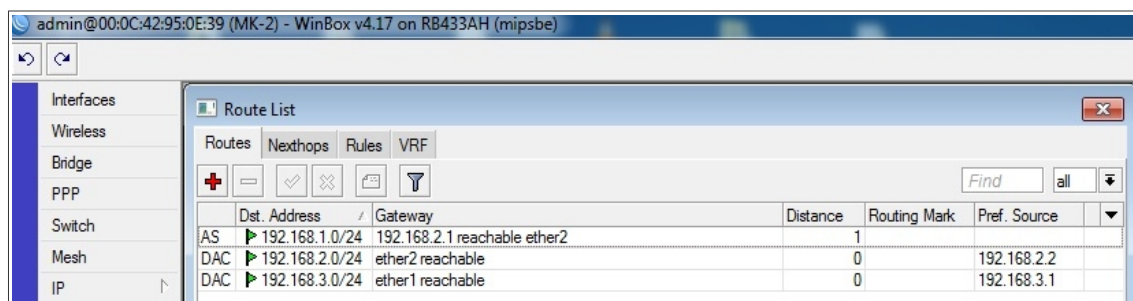 admin@00:0C:42:95:0E:39 (MK-2) - WinBox v4.17 on RB433AH (mipsbe)
Interfaces
Wireless
Bridge
PPP
Switch
Mesh
IP
Route List
Routes Nexthops Rules VRF
Find all
Dst. Address / Gateway Distance Routing Mark Pref. Source
AS 192.168.1.0/24 192.168.2.1 reachable ether2 1
DAC 192.168.2.0/24 ether2 reachable 0 192.168.2.2
DAC 192.168.3.0/24 ether1 reachable 0 192.168.3.1